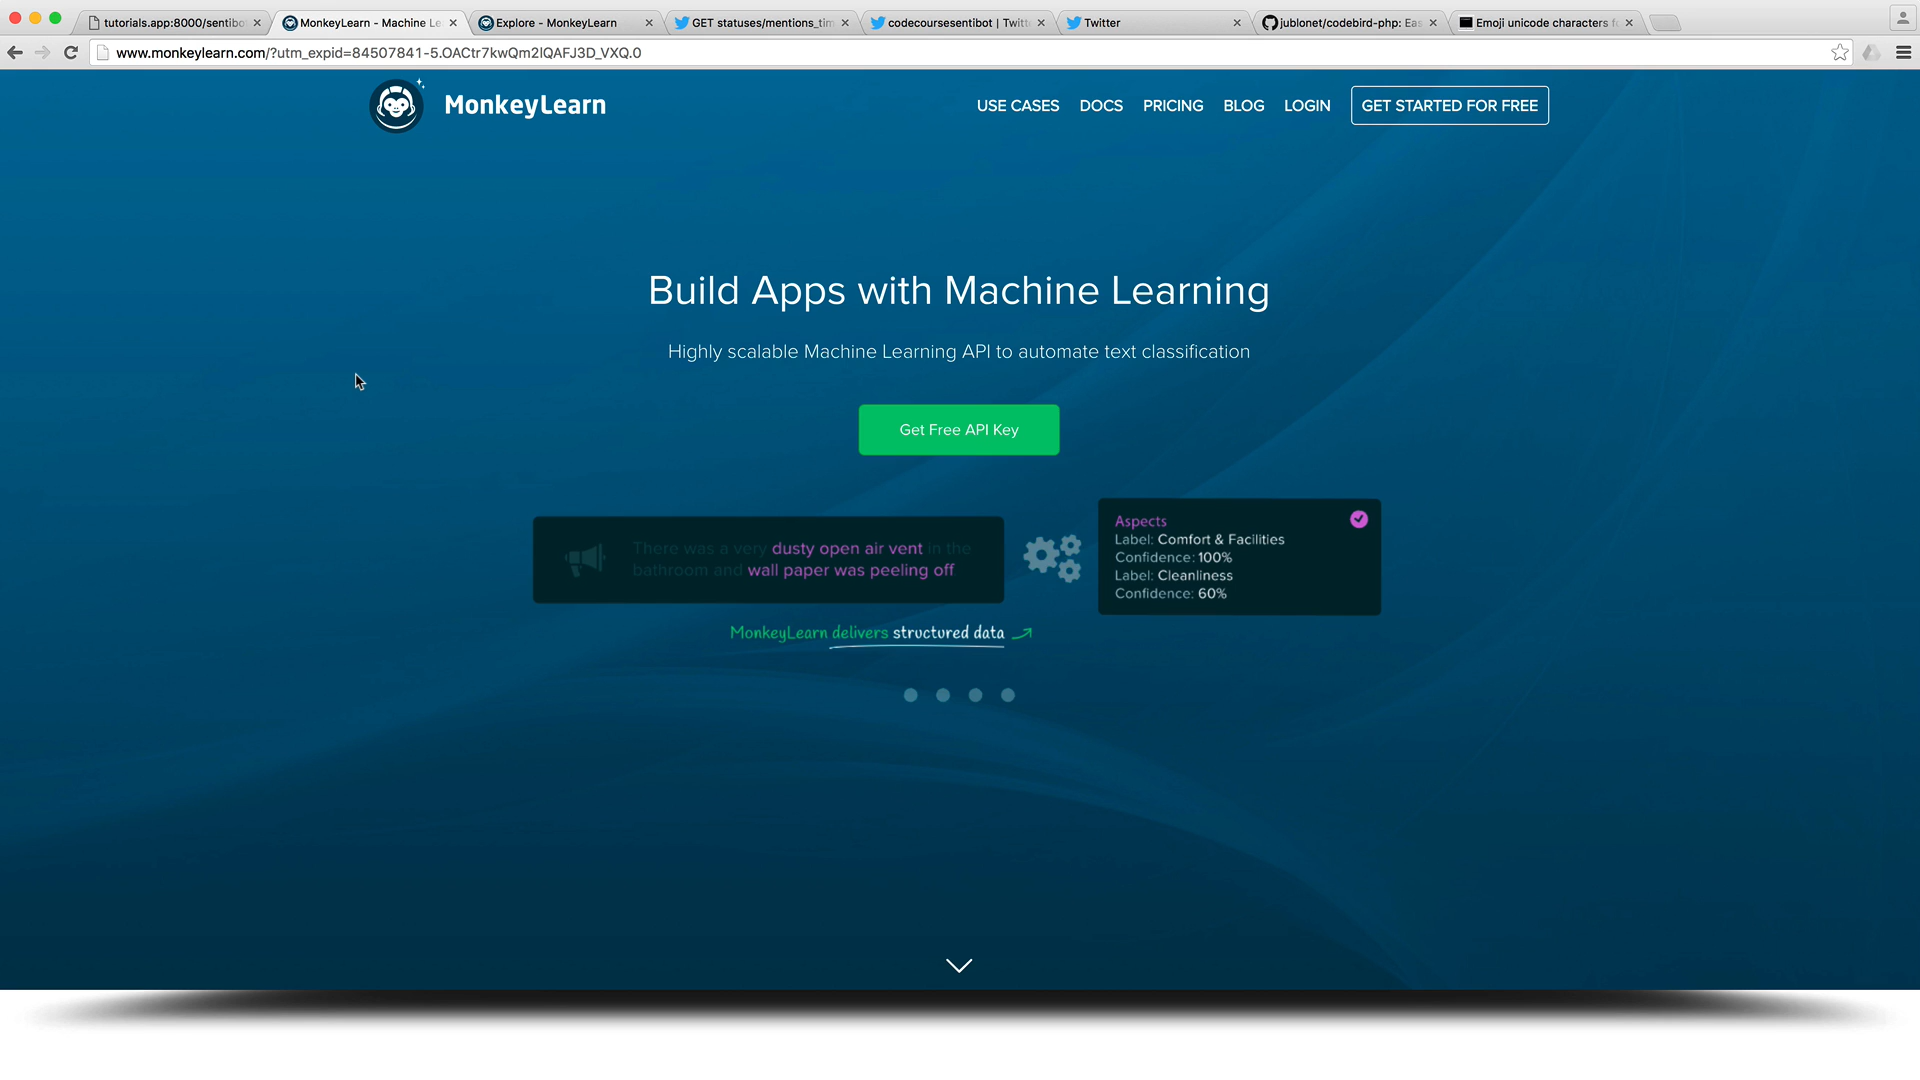 tutorials.app:8000/sentibo
MonkeyLearn - Machine Le
Explore - MonkeyLearn
GET statuses/mentions_tim
codecoursesentibot | Twitt
Twitter
jublonet/codebird-php: Eas
Emoji unicode characters fo
www.monkeylearn.com/?utm_expid=84507841-5.OACtr7kwQm2lQAFJ3D_VXQ.0
MonkeyLearn
USE CASES
DOCS
PRICING
BLOG
LOGIN
GET STARTED FOR FREE
Build Apps with Machine Learning
Highly scalable Machine Learning API to automate text classification
Get Free API Key
There was a very dusty open air vent in the
bathroom and wall paper was peeling off
Aspects
Label: Comfort & Facilities
Confidence: 100%
Label: Cleanliness
Confidence: 60%
MonkeyLearn delivers structured data